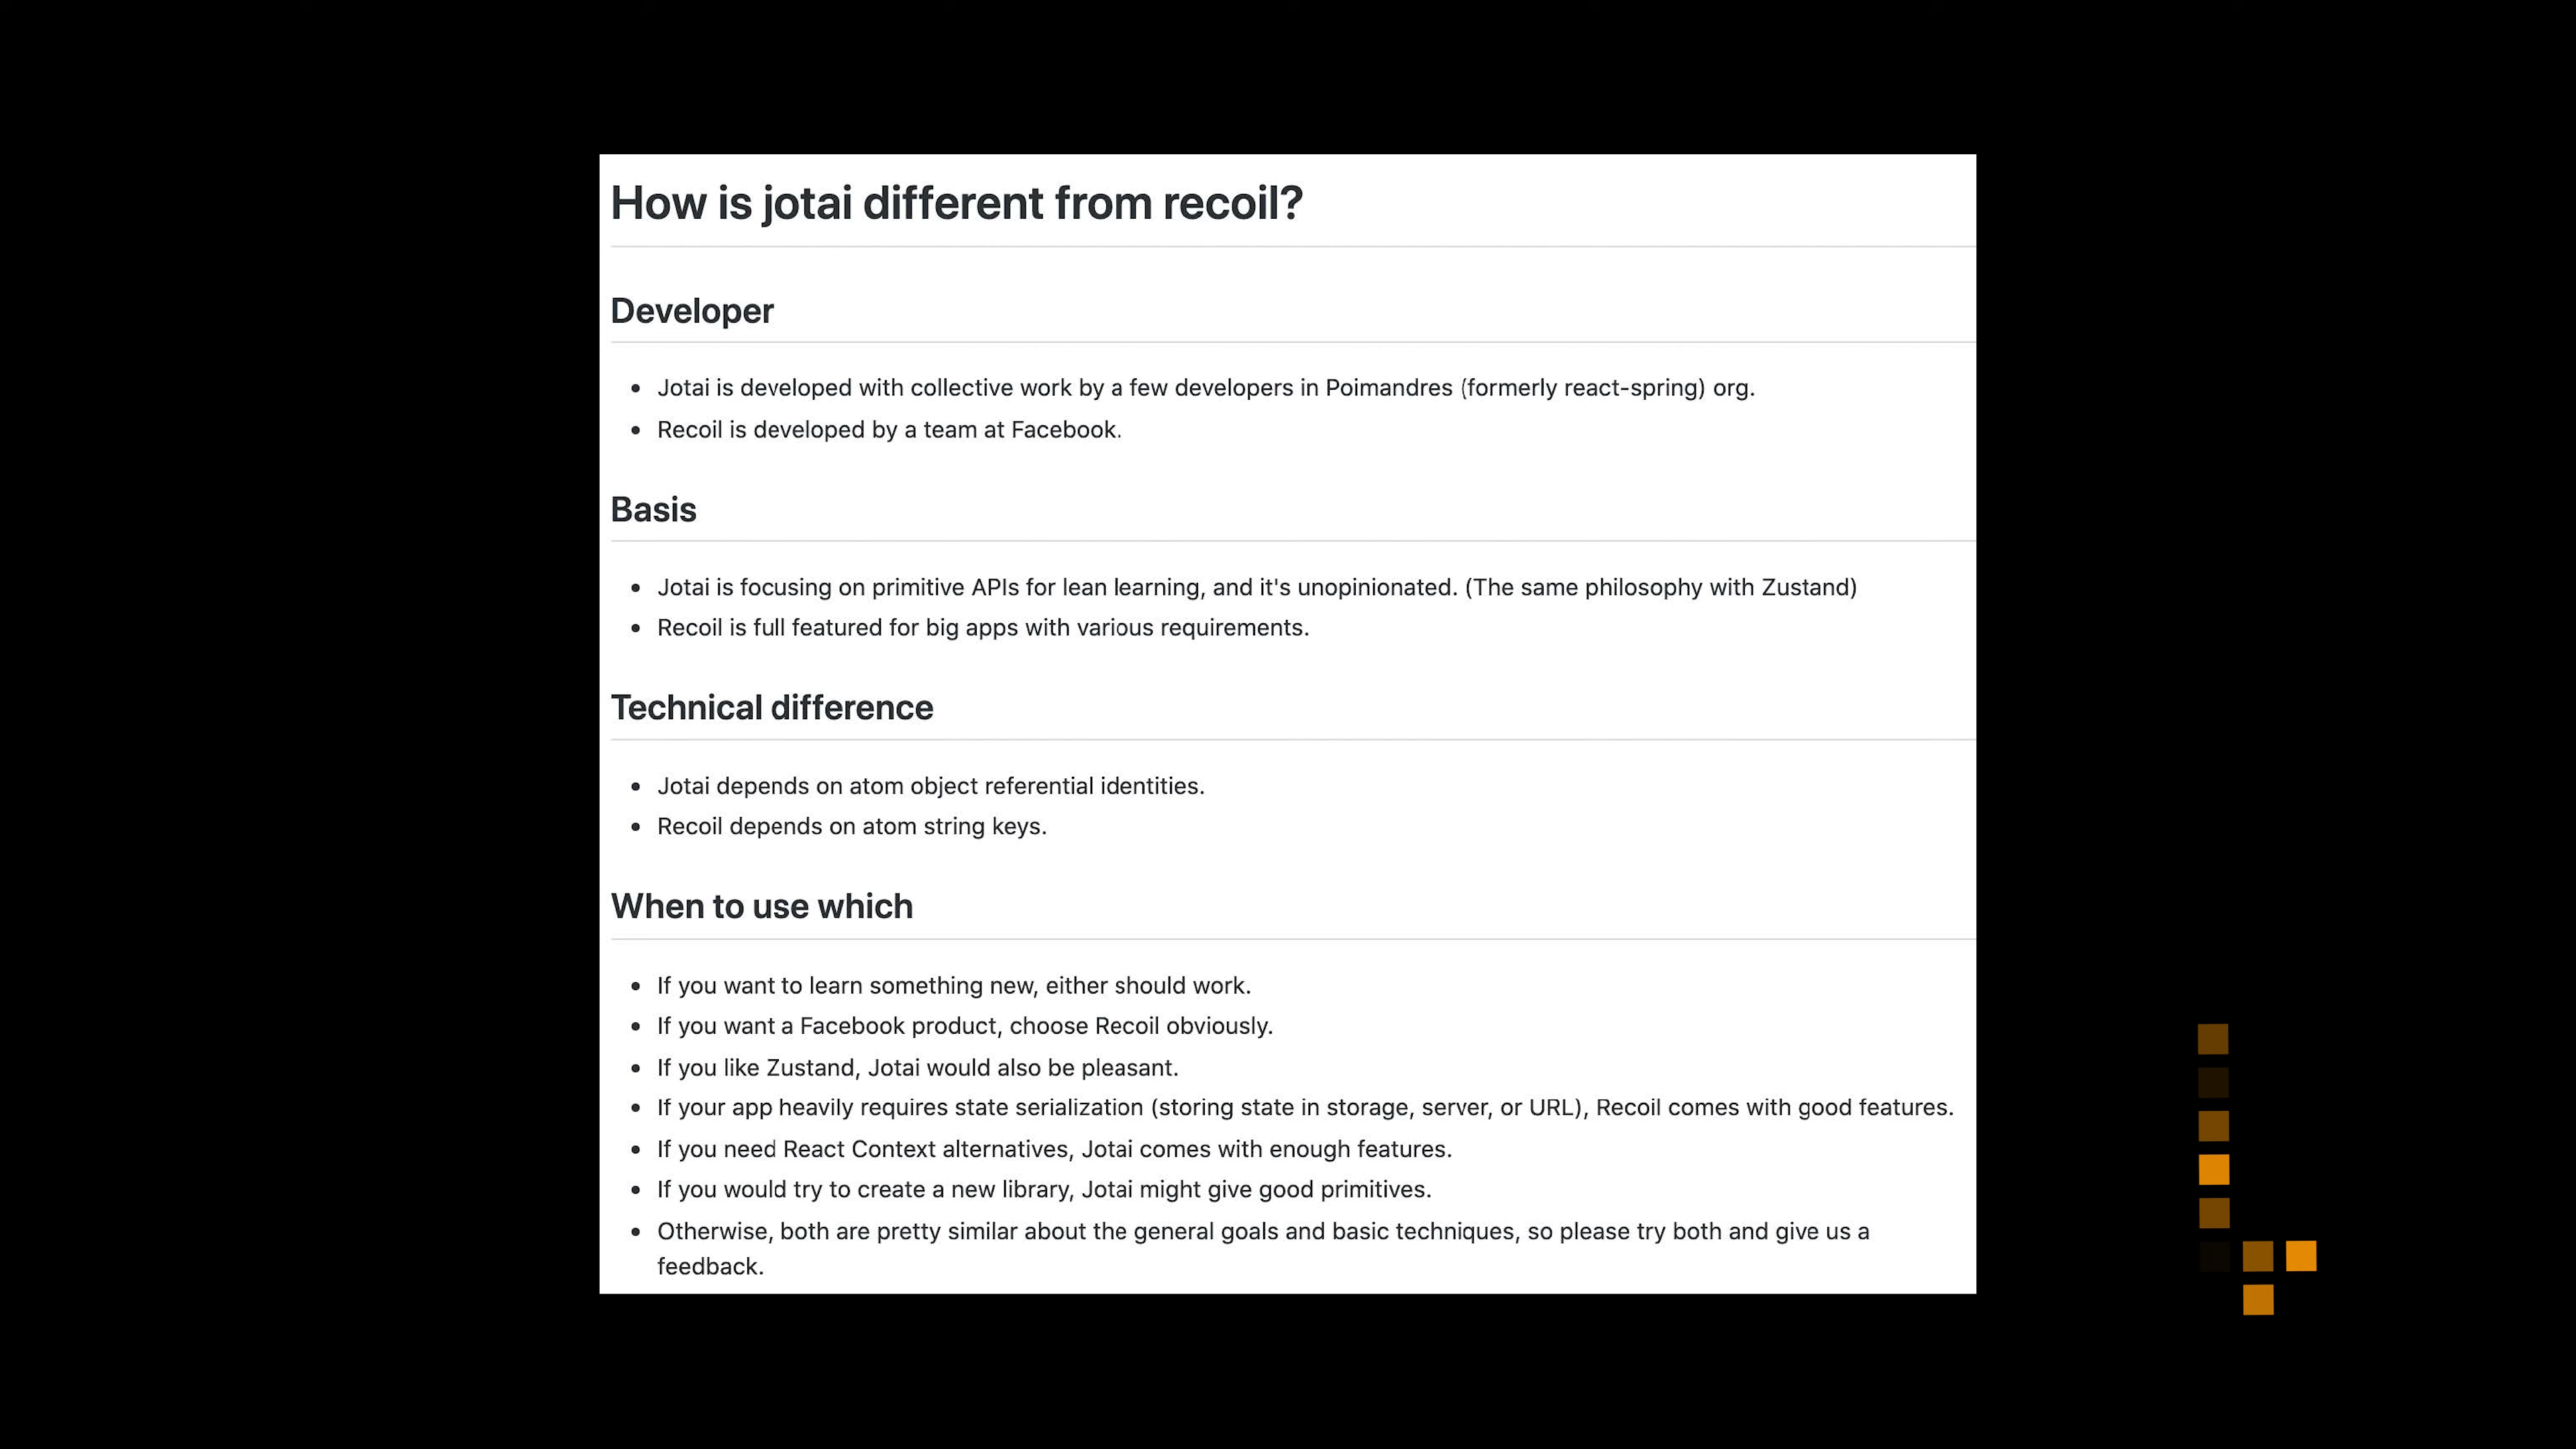 How is jotai different from recoil?
Developer
Jotai is developed with collective work by a few developers in Poimandres (formerly react-spring) org.
Recoil is developed by a team at Facebook.
Basis
Jotai is focusing on primitive APIs for lean learning, and it's unopinionated. (The same philosophy with Zustand)
Recoil is full featured for big apps with various requirements.
Technical difference
Jotai depends on atom object referential identities.
Recoil depends on atom string keys.
When to use which
If you want to learn something new, either should work.
If you want a Facebook product, choose Recoil obviously.
If you like Zustand, Jotai would also be pleasant.
If your app heavily requires state serialization (storing state in storage, server, or URL), Recoil comes with good features.
If you need React Context alternatives, Jotai comes with enough features.
If you would try to create a new library, Jotai might give good primitives.
Otherwise, both are pretty similar about the general goals and basic techniques, so please try both and give us a
feedback.